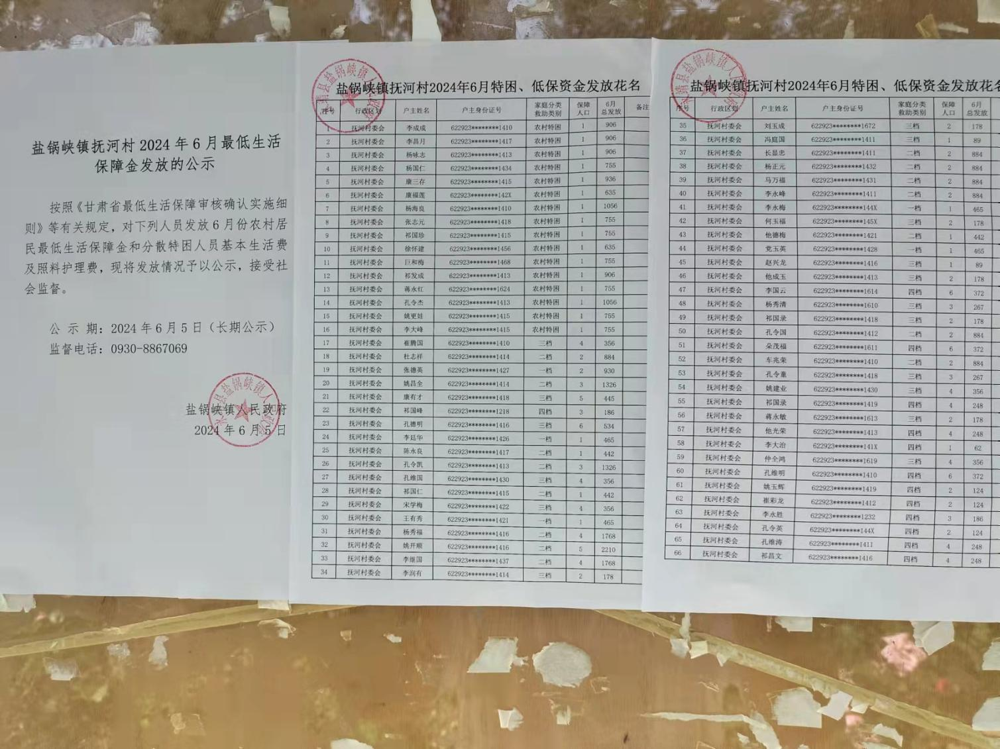 盐锅峡镇抚河村 2024 年 6 月最低生活
保障金发放的公示
按照《甘肃省最低生活保障审核确认实施细
则》等有关规定，对下列人员发放 6 月份农村居
民最低生活保障金和分散特困人员基本生活费
及照料护理费，现将发放情况予以公示，接受社
会监督。
公 示 期：2024 年 6 月 5 日（长期公示）
监督电话：0930-8867069
盐锅峡镇人民政府
2024 年 6 月 5 日
盐锅峡镇抚河村2024年6月特困、低保资金发放花名
序号 行政区划 户主姓名 户主身份证号 家庭分类救助类别 保障人口 6月总发放 备注
1 抚河村委会 李成成 622923********1410 农村特困 1 906
2 抚河村委会 李昌月 622923********1417 农村特困 1 906
3 抚河村委会 杨咏志 622923********1413 农村特困 1 906
4 抚河村委会 杨国仁 622923********1434 农村特困 1 755
5 抚河村委会 康三存 622923********1415 农村特困 1 936
6 抚河村委会 康福莲 622923********142X 农村特困 1 635
7 抚河村委会 杨海良 622923********1410 农村特困 1 1056
8 抚河村委会 张志元 622923********1418 农村特困 1 755
9 抚河村委会 祁国珍 622923********1415 农村特困 1 755
10 抚河村委会 徐怀建 622923********1456 农村特困 1 635
11 抚河村委会 巨和梅 622923********1468 农村特困 1 755
12 抚河村委会 祁发成 622923********1413 农村特困 1 906
13 抚河村委会 蒋永红 622923********1624 农村特困 1 755
14 抚河村委会 孔令杰 622923********1413 农村特困 1 1056
15 抚河村委会 姚更娃 622923********1415 农村特困 1 755
16 抚河村委会 李大峰 622923********1415 农村特困 1 755
17 抚河村委会 崔腾国 622923********1410 三档 4 356
18 抚河村委会 杜志祥 622923********1414 二档 2 884
19 抚河村委会 张德英 622923********1427 一档 2 930
20 抚河村委会 姚昌全 622923********1414 二档 3 1326
21 抚河村委会 康有才 622923********1418 三档 5 445
22 抚河村委会 祁国峰 622923********1218 四档 3 186
23 抚河村委会 孔德明 622923********1416 三档 6 534
24 抚河村委会 李廷华 622923********1426 一档 1 465
25 抚河村委会 陈永良 622923********1417 二档 1 442
26 抚河村委会 孔令凯 622923********1413 二档 3 1326
27 抚河村委会 孔维国 622923********1430 三档 4 356
28 抚河村委会 祁国仁 622923********1415 二档 1 442
29 抚河村委会 宋学梅 622923********1422 三档 4 356
30 抚河村委会 王有秀 622923********1421 一档 1 465
31 抚河村委会 杨秀福 622923********1416 二档 4 1768
32 抚河村委会 姚开顺 622923********1416 二档 5 2210
33 抚河村委会 李继国 622923********1437 二档 4 1768
34 抚河村委会 李润有 622923********1414 三档 2 178
盐锅峡镇抚河村2024年6月特困、低保资金发放花名
序号 行政区划 户主姓名 户主身份证号 家庭分类救助类别 保障人口 6月总发放
35 抚河村委会 刘玉成 622923********1672 三档 2 178
36 抚河村委会 冯庭国 622923********1411 三档 1 89
37 抚河村委会 长显忠 622923********1411 二档 2 884
38 抚河村委会 杨正元 622923********1432 二档 2 884
39 抚河村委会 马万福 622923********1431 二档 2 884
40 抚河村委会 李永峰 622923********1411 二档 2 884
41 抚河村委会 李永梅 622923********144X 一档 1 465
42 抚河村委会 何玉福 622923********145X 三档 2 178
43 抚河村委会 他德梅 622923********1421 二档 1 442
44 抚河村委会 党玉英 622923********1428 一档 1 465
45 抚河村委会 赵兴龙 622923********1416 三档 1 89
46 抚河村委会 他成玉 622923********1413 三档 2 178
47 抚河村委会 李国云 622923********1614 四档 6 372
48 抚河村委会 杨秀清 622923********1610 三档 3 267
49 抚河村委会 祁国录 622923********1418 三档 2 178
50 抚河村委会 孔令国 622923********1412 二档 2 884
51 抚河村委会 朵茂福 622923********1611 四档 6 372
52 抚河村委会 车兆荣 622923********1410 二档 2 884
53 抚河村委会 孔令童 622923********1418 三档 3 267
54 抚河村委会 姚建业 622923********1430 三档 4 356
55 抚河村委会 祁国录 622923********1419 四档 4 248
56 抚河村委会 蒋永敏 622923********1613 三档 2 178
57 抚河村委会 他光荣 622923********1413 四档 4 248
58 抚河村委会 李大治 622923********141X 四档 1 62
59 抚河村委会 仲全鸿 622923********1619 三档 4 356
60 抚河村委会 孔维明 622923********1410 四档 6 372
61 抚河村委会 姚玉辉 622923********1419 四档 2 124
62 抚河村委会 崔彩龙 622923********1412 四档 2 124
63 抚河村委会 李永胜 622923********1232 四档 3 186
64 抚河村委会 孔令英 622923********144X 四档 2 124
65 抚河村委会 孔维涛 622923********1411 四档 4 248
66 抚河村委会 祁昌文 622923********1416 四档 4 248